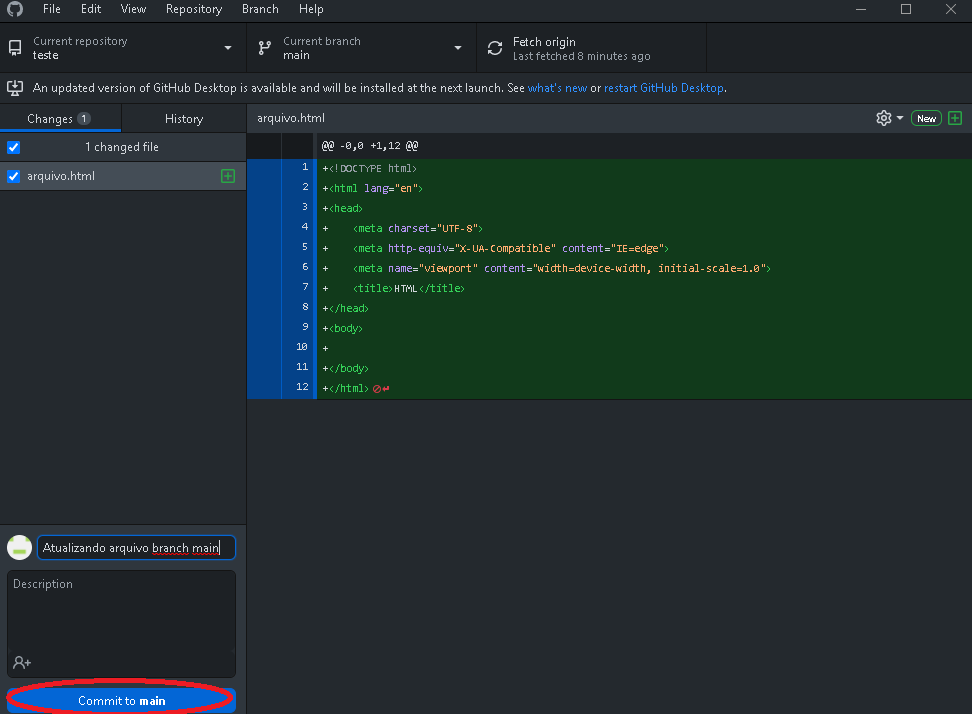 File Edit View Repository Branch Help
Current repository
teste
Current branch
main
Fetch origin
Last fetched 8 minutes ago
An updated version of GitHub Desktop is available and will be installed at the next launch. See what's new or restart GitHub Desktop.
Changes 1 History
arquivo.html New
1 changed file
arquivo.html
@@ -0,0 +1,12 @@
1 +<!DOCTYPE html>
2 +<html lang="en">
3 +<head>
4 +    <meta charset="UTF-8">
5 +    <meta http-equiv="X-UA-Compatible" content="IE=edge">
6 +    <meta name="viewport" content="width=device-width, initial-scale=1.0">
7 +    <title>HTML</title>
8 +</head>
9 +<body>
10 +
11 +</body>
12 +</html>
Atualizando arquivo branch main
Description
Commit to main